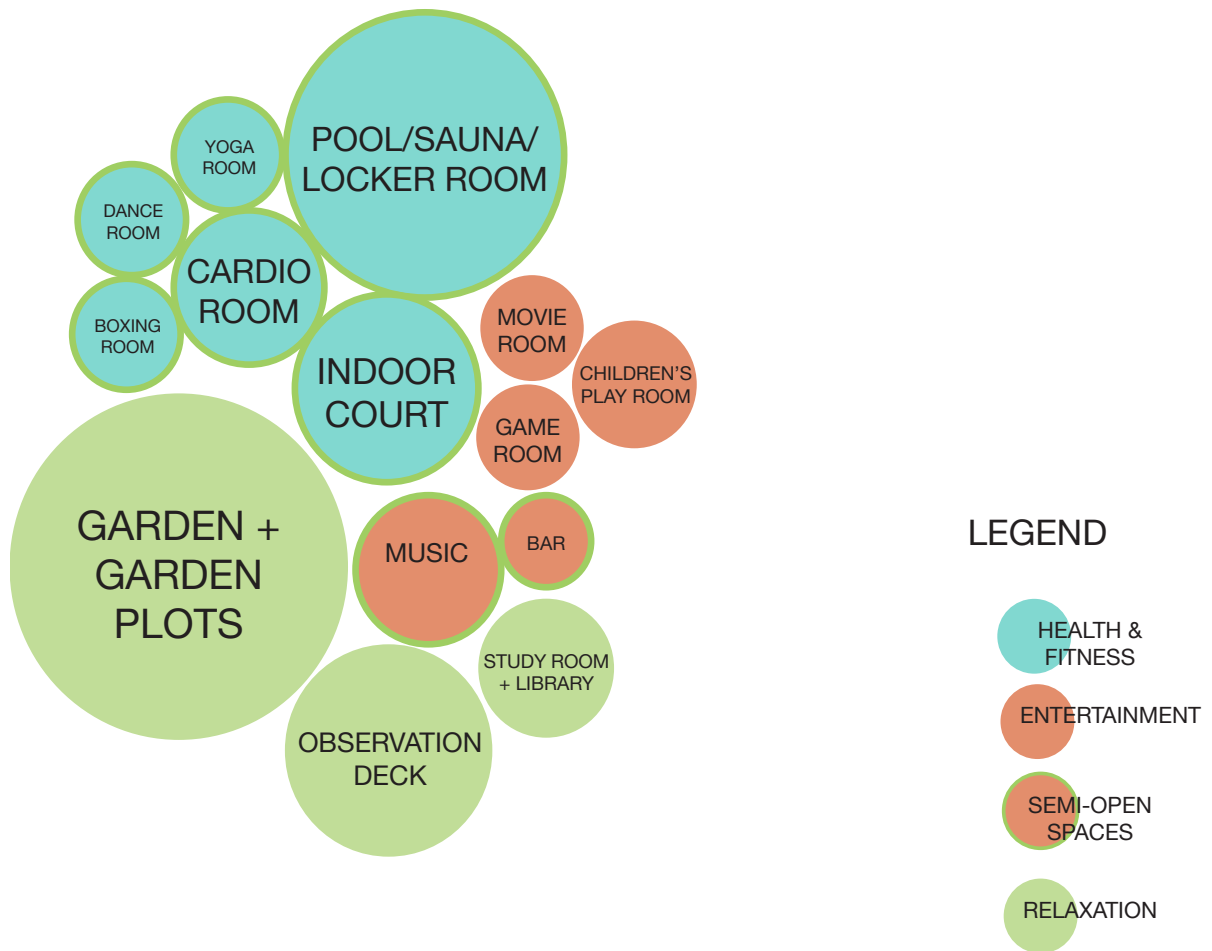 POOL/SAUNA/
LOCKER ROOM
YOGA
ROOM
DANCE
ROOM
CARDIO
ROOM
BOXING
ROOM
INDOOR
COURT
MOVIE
ROOM
CHILDREN'S
PLAY ROOM
GAME
ROOM
GARDEN +
GARDEN
PLOTS
MUSIC
BAR
STUDY ROOM
+ LIBRARY
OBSERVATION
DECK
LEGEND
HEALTH &
FITNESS
ENTERTAINMENT
SEMI-OPEN
SPACES
RELAXATION